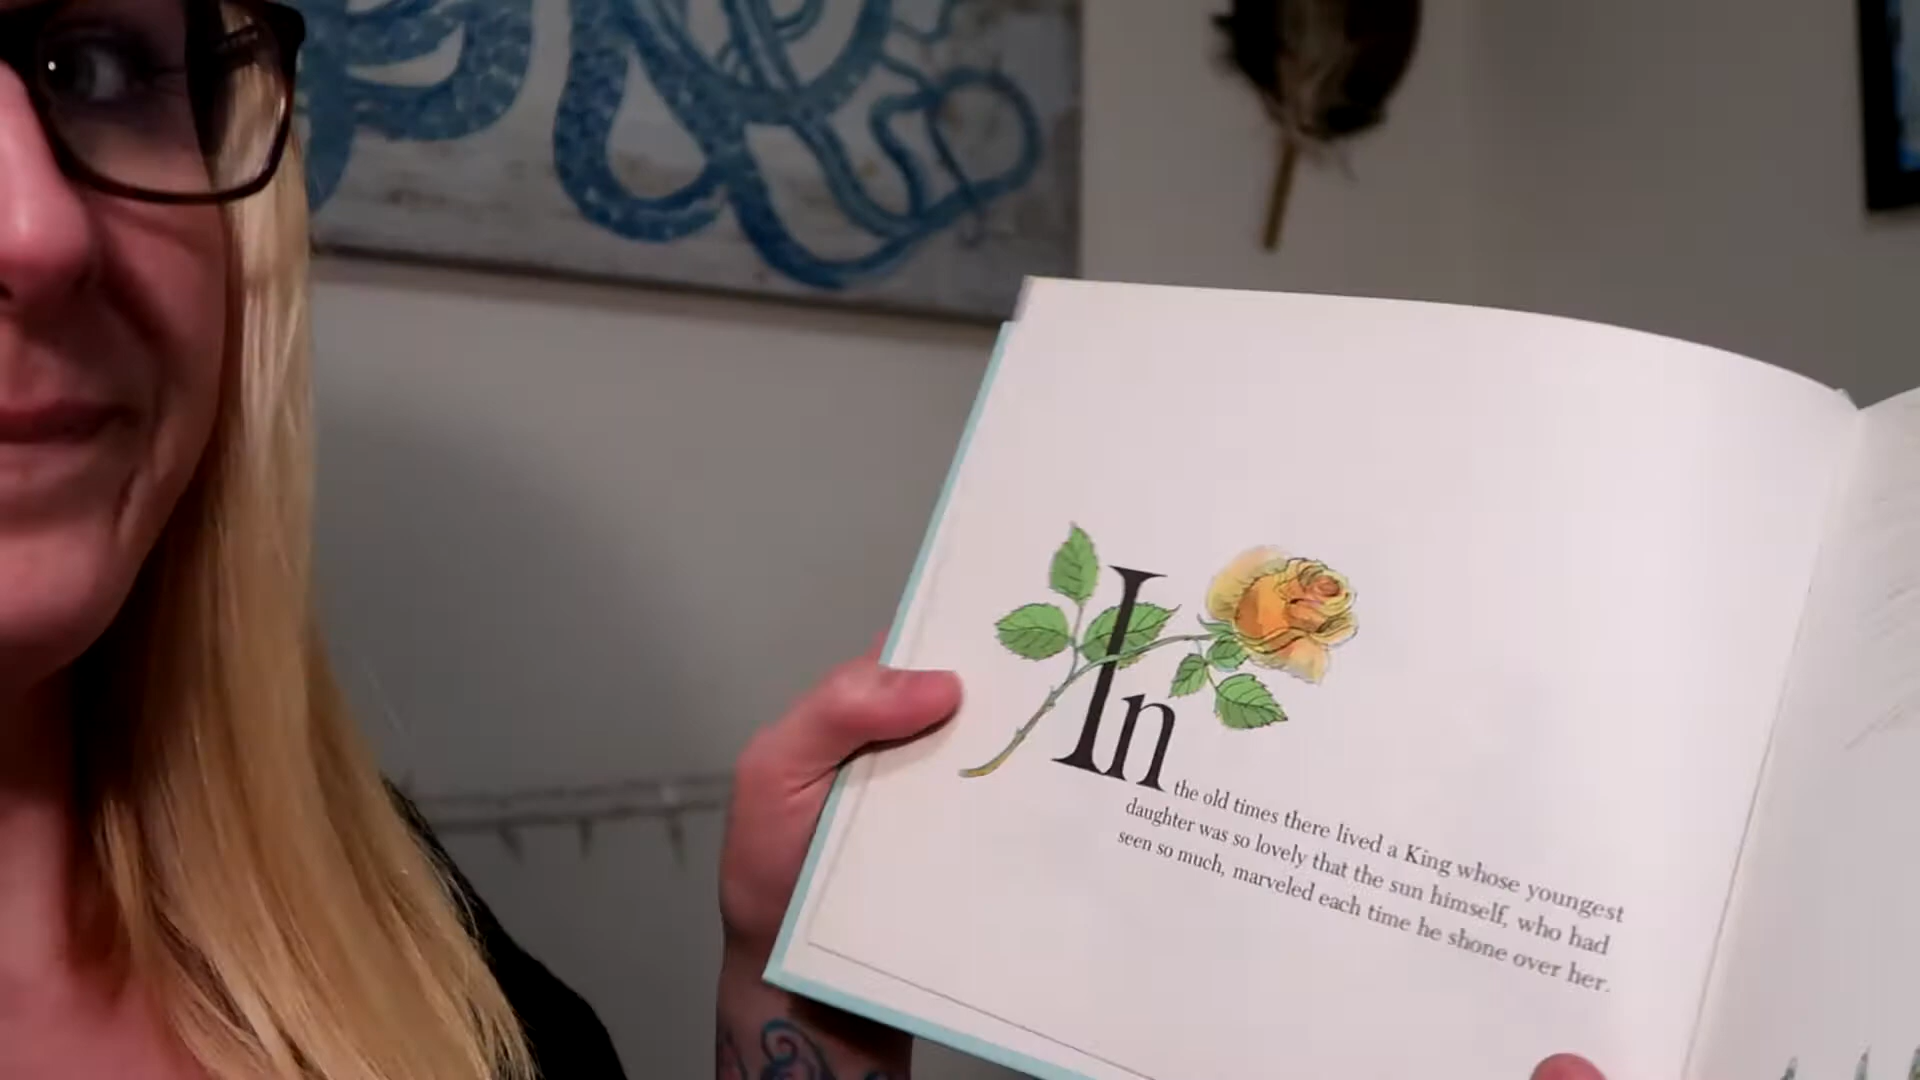 In the old times there lived a King whose youngest
daughter was so lovely that the sun himself, who had
seen so much, marveled each time he shone over her.